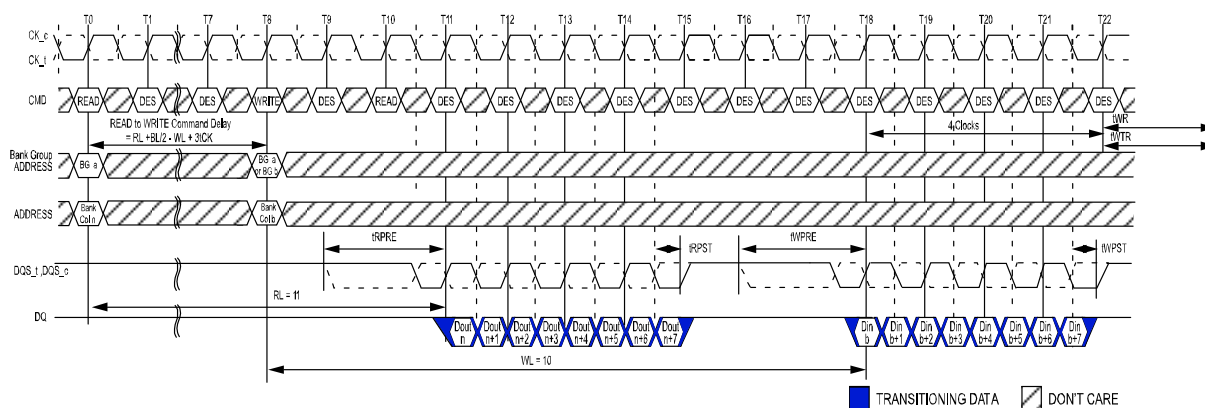 T0 T1 T7 T8 T9 T10 T11 T12 T13 T14 T15 T16 T17 T18 T19 T20 T21 T22
CK_c
CK_t
CMD READ DES DES WRITE DES READ DES DES DES DES DES DES DES DES DES DES DES DES
READ to WRITE Command Delay
= RL +BL/2 - WL + 3tCK
4 Clocks
tWR
tWTR
Bank Group
ADDRESS
BG a
BG a
or BG b
ADDRESS
Bank
Col n
Bank
Col b
tRPRE tRPST tWPRE tWPST
DQS_t ,DQS_c
RL = 11
DQ
Dout Dout Dout Dout Dout Dout Dout Dout Din Din Din Din Din Din Din Din
n n+1 n+2 n+3 n+4 n+5 n+6 n+7 b b+1 b+2 b+3 b+4 b+5 b+6 b+7
WL = 10
TRANSITIONING DATA DON'T CARE